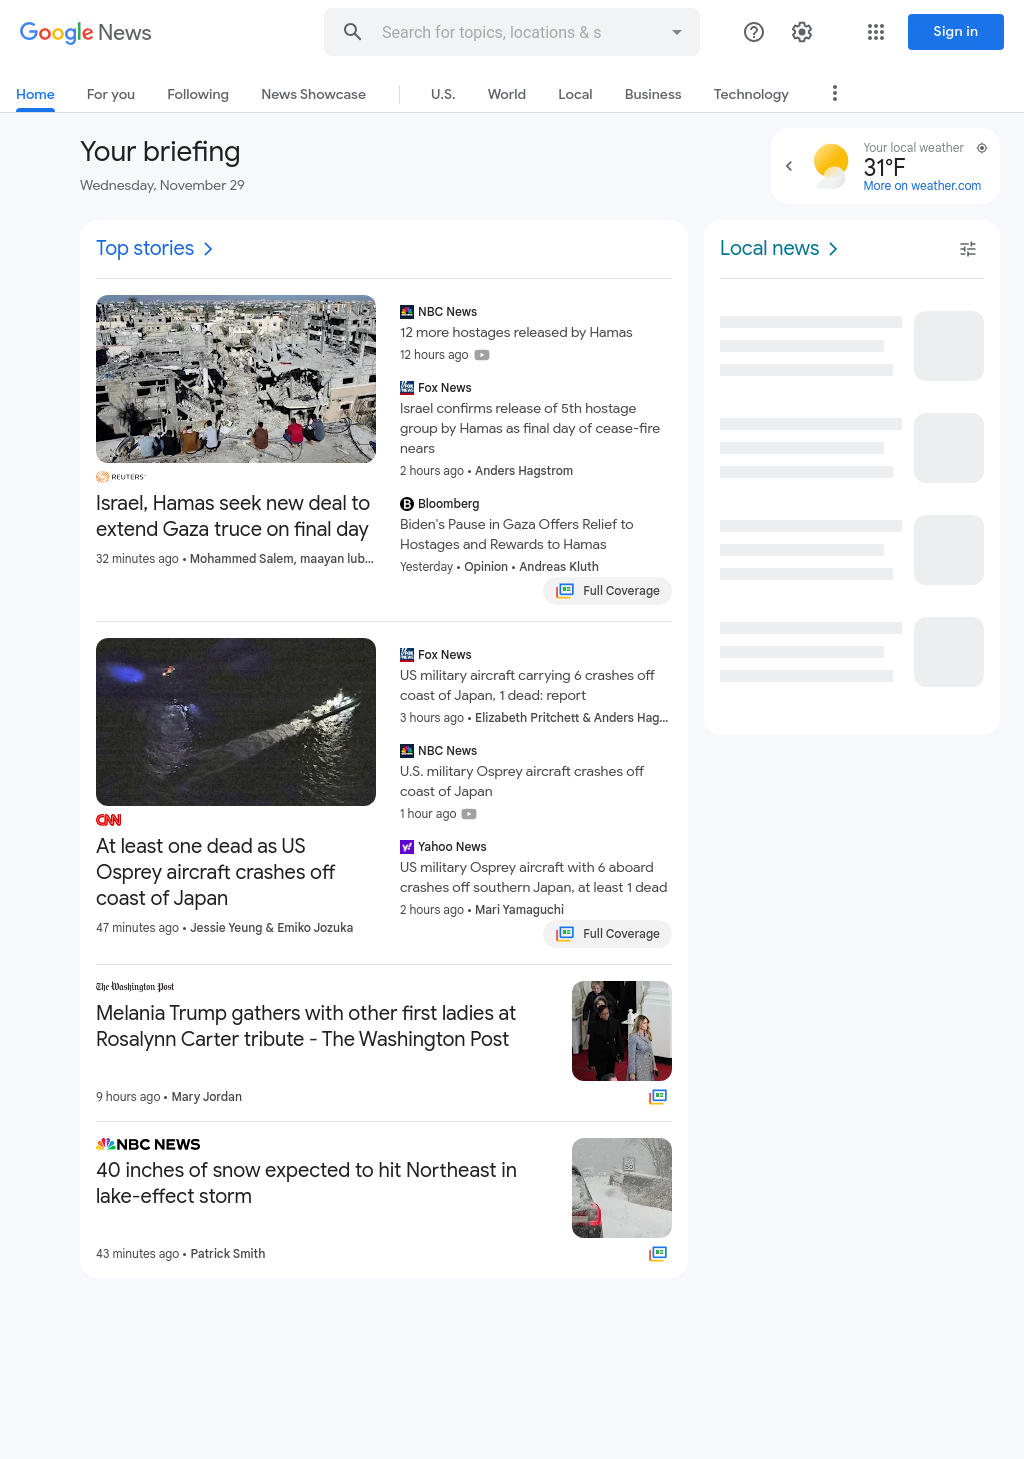 Google News
Search for topics, locations & s
Sign in
Home
For you
Following
News Showcase
U.S.
World
Local
Business
Technology
Your briefing
Wednesday, November 29
Your local weather
31°F
More on weather.com
Top stories
REUTERS
Israel, Hamas seek new deal to
extend Gaza truce on final day
32 minutes ago • Mohammed Salem, maayan lub...
NBC News
12 more hostages released by Hamas
12 hours ago
Fox News
Israel confirms release of 5th hostage
group by Hamas as final day of cease-fire
nears
2 hours ago • Anders Hagstrom
Bloomberg
Biden's Pause in Gaza Offers Relief to
Hostages and Rewards to Hamas
Yesterday • Opinion • Andreas Kluth
Full Coverage
CNN
At least one dead as US
Osprey aircraft crashes off
coast of Japan
47 minutes ago • Jessie Yeung & Emiko Jozuka
Fox News
US military aircraft carrying 6 crashes off
coast of Japan, 1 dead: report
3 hours ago • Elizabeth Pritchett & Anders Hag...
NBC News
U.S. military Osprey aircraft crashes off
coast of Japan
1 hour ago
Yahoo News
US military Osprey aircraft with 6 aboard
crashes off southern Japan, at least 1 dead
2 hours ago • Mari Yamaguchi
Full Coverage
The Washington Post
Melania Trump gathers with other first ladies at
Rosalynn Carter tribute - The Washington Post
9 hours ago • Mary Jordan
NBC NEWS
40 inches of snow expected to hit Northeast in
lake-effect storm
43 minutes ago • Patrick Smith
Local news